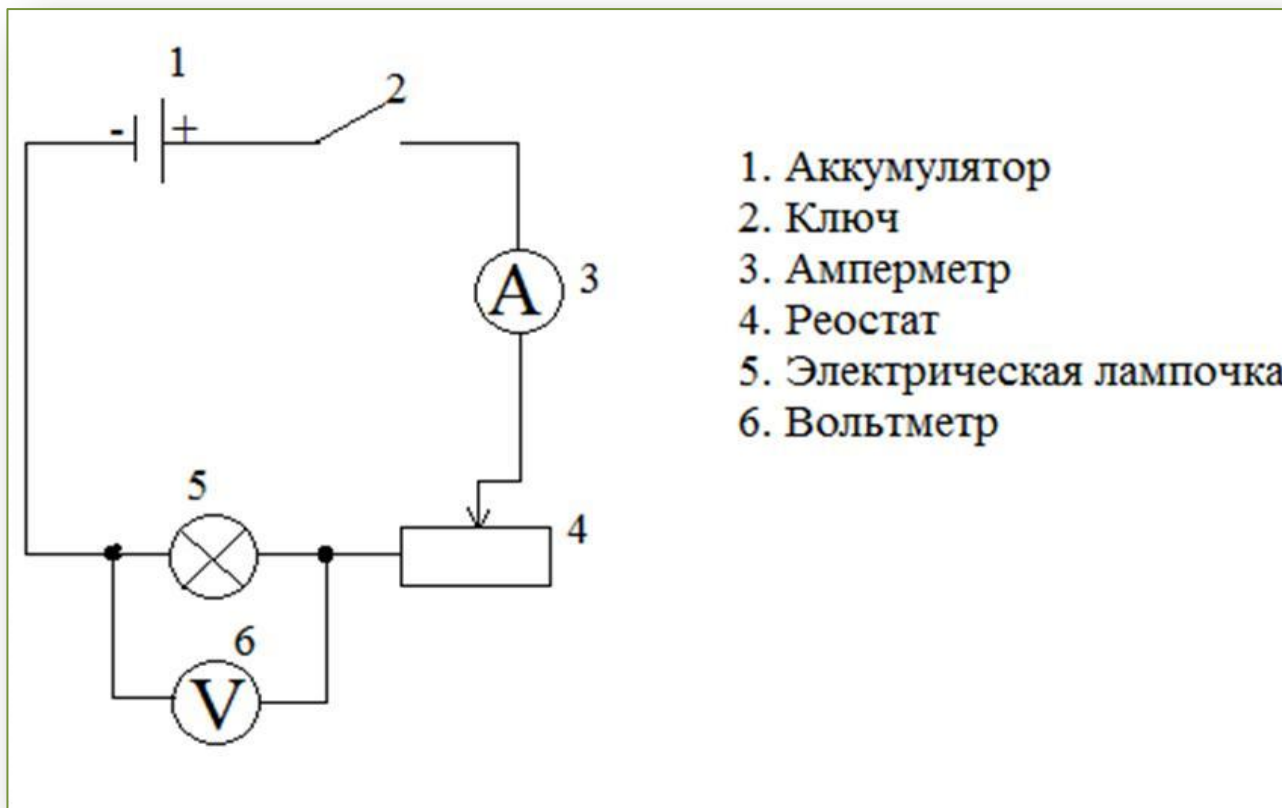 1
2
- +
A 3
5
4
6
V
1. Аккумулятор
2. Ключ
3. Амперметр
4. Реостат
5. Электрическая лампочка
6. Вольтметр